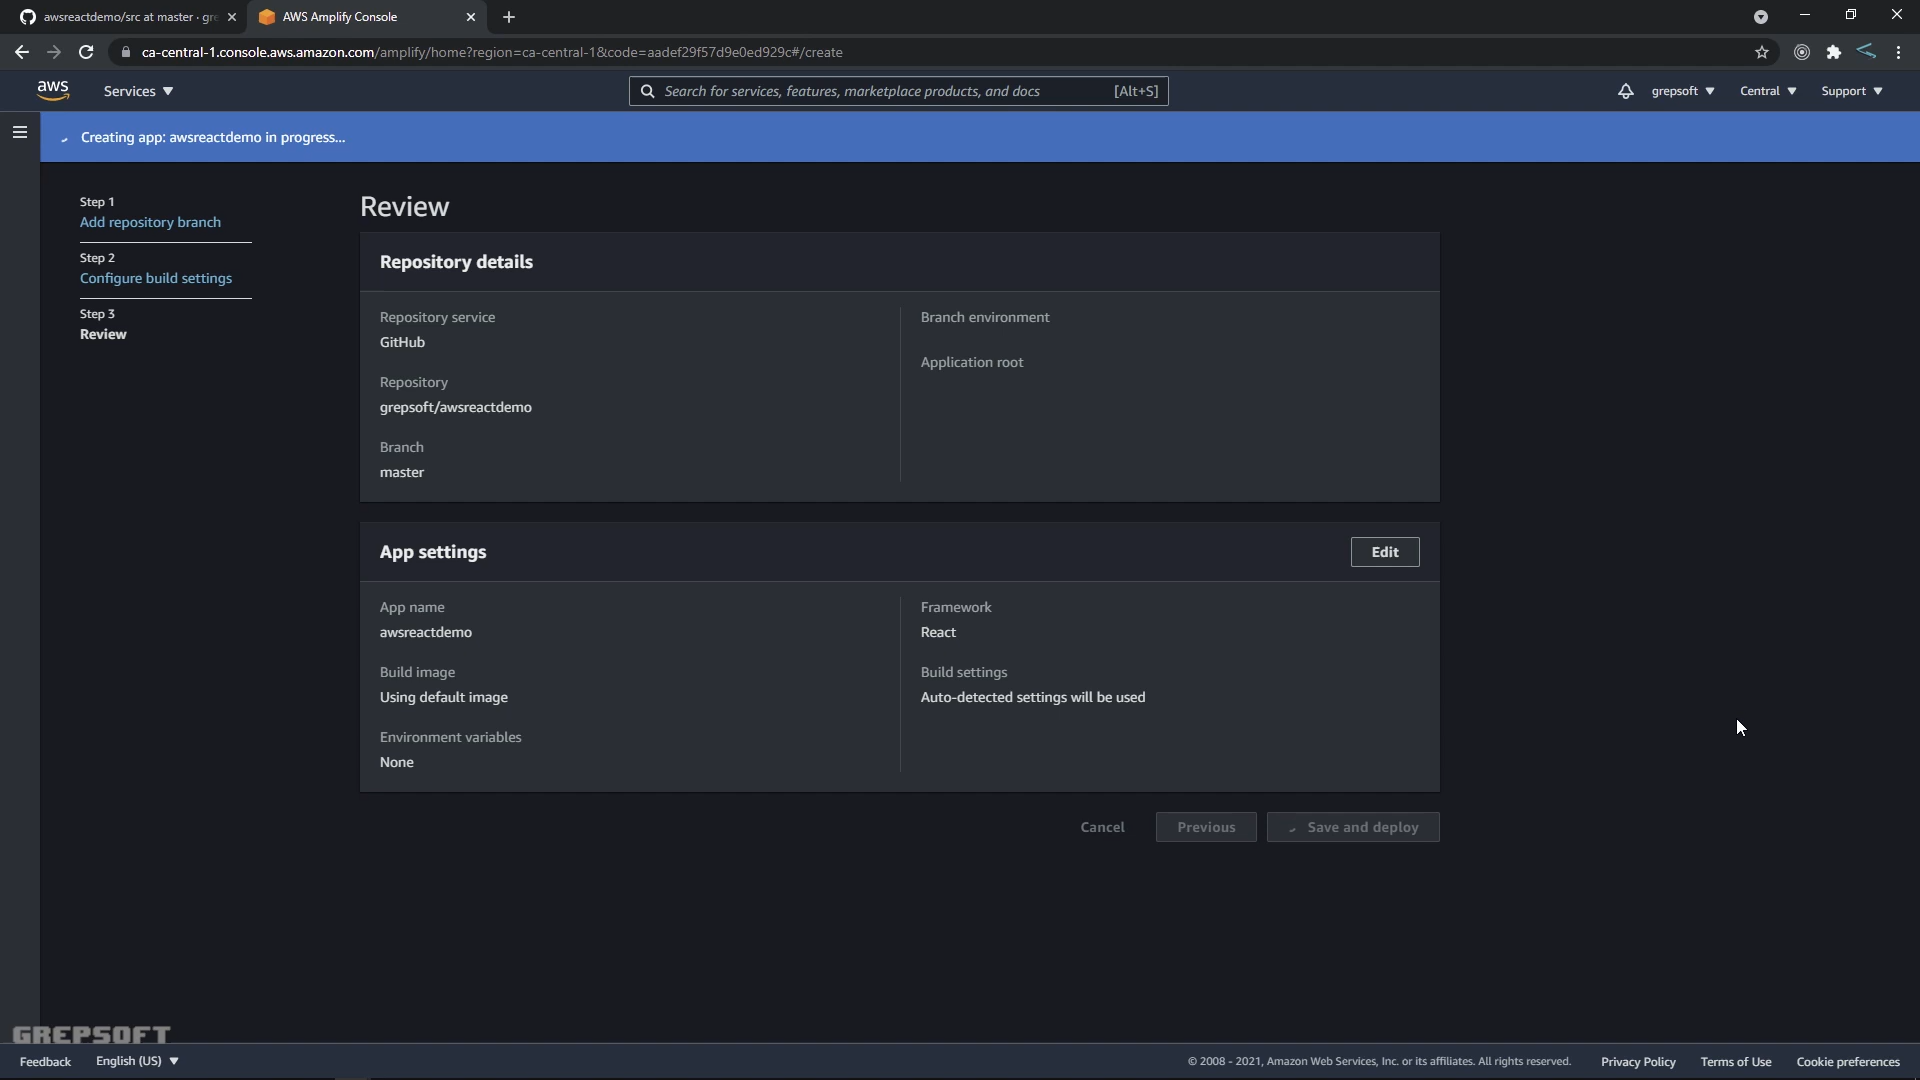 awsreactdemo/src at master · gre
AWS Amplify Console
ca-central-1.console.aws.amazon.com/amplify/home?region=ca-central-1&code=aadef29f57d9e0ed929c#/create
aws
Services
Search for services, features, marketplace products, and docs
[Alt+S]
grepsoft
Central
Support
Creating app: awsreactdemo in progress...
Step 1
Add repository branch
Step 2
Configure build settings
Step 3
Review
Review
Repository details
Repository service
GitHub
Repository
grepsoft/awsreactdemo
Branch
master
Branch environment
Application root
App settings
Edit
App name
awsreactdemo
Build image
Using default image
Environment variables
None
Framework
React
Build settings
Auto-detected settings will be used
Cancel
Previous
Save and deploy
GREPSOFT
Feedback
English (US)
© 2008 - 2021, Amazon Web Services, Inc. or its affiliates. All rights reserved.
Privacy Policy
Terms of Use
Cookie preferences